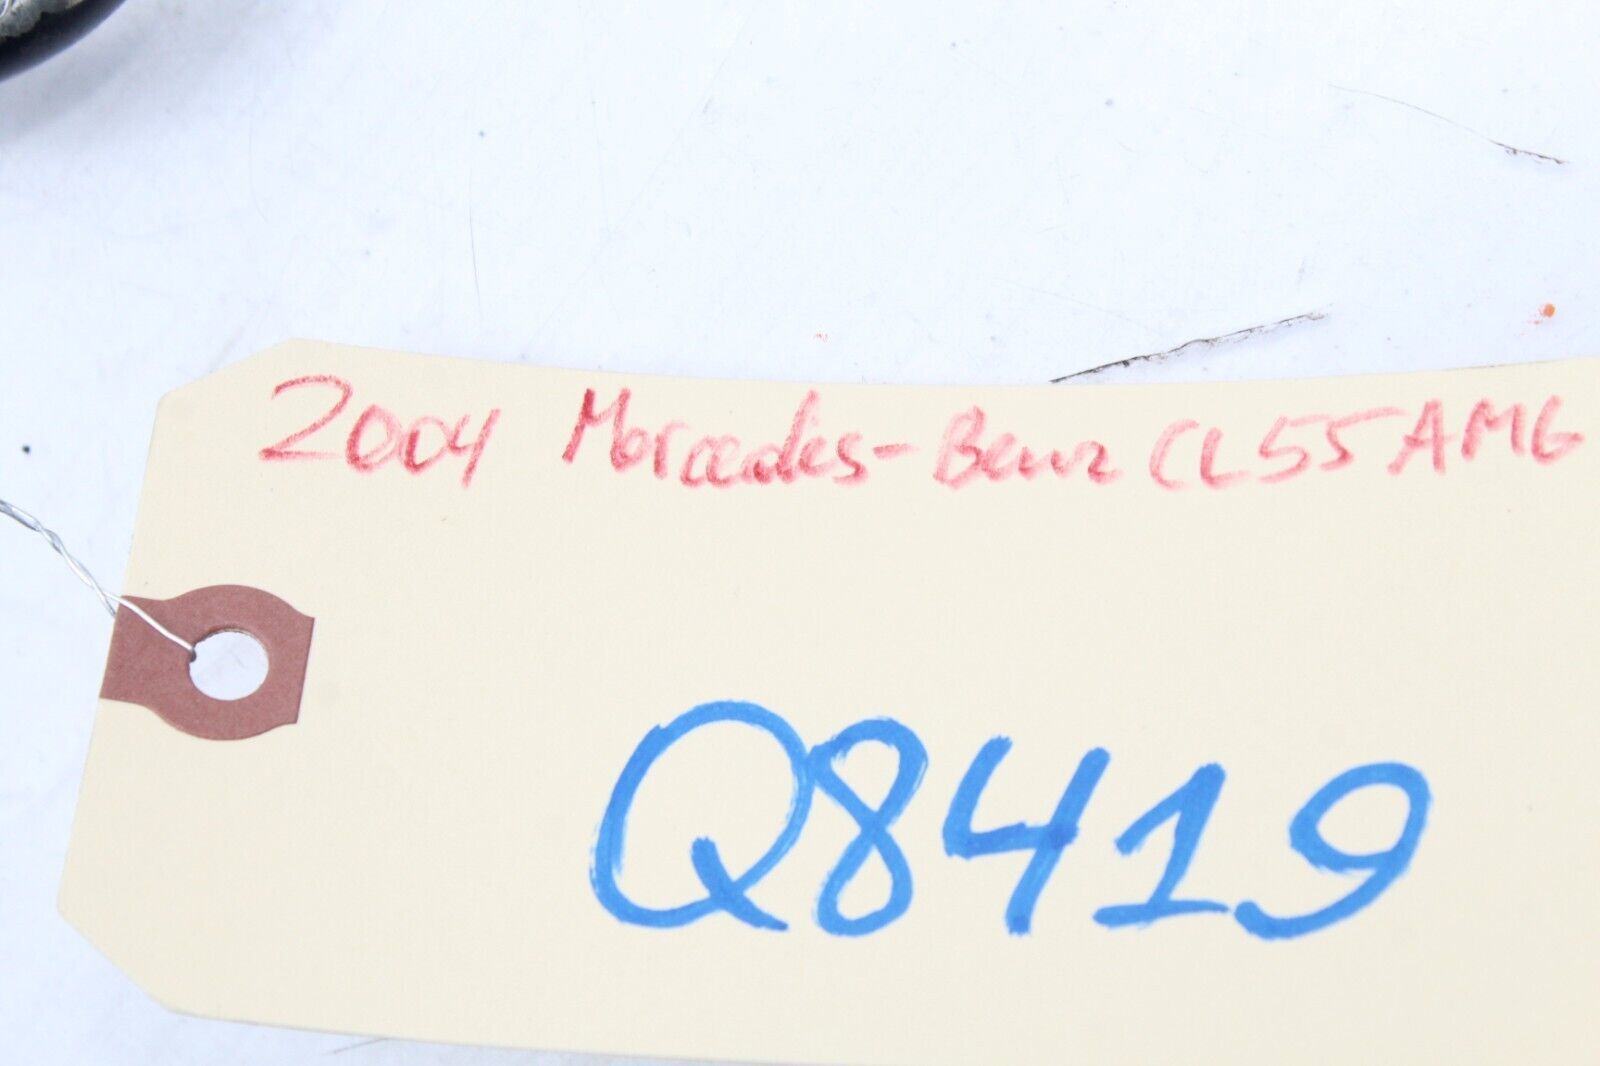 2004 Mercedes-Benz CL55 AMG
Q8419